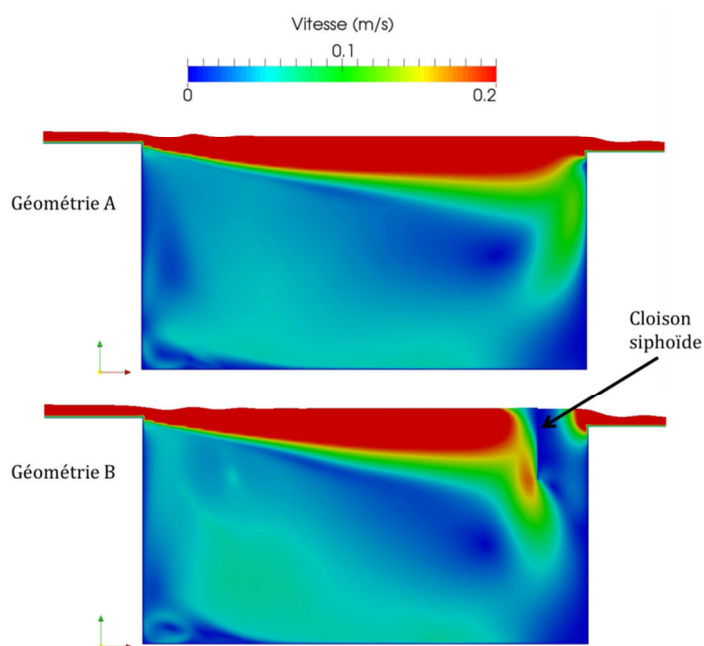 Vitesse (m/s)
0.1
0
0.2
Géométrie A
Cloison
siphoïde
Géométrie B